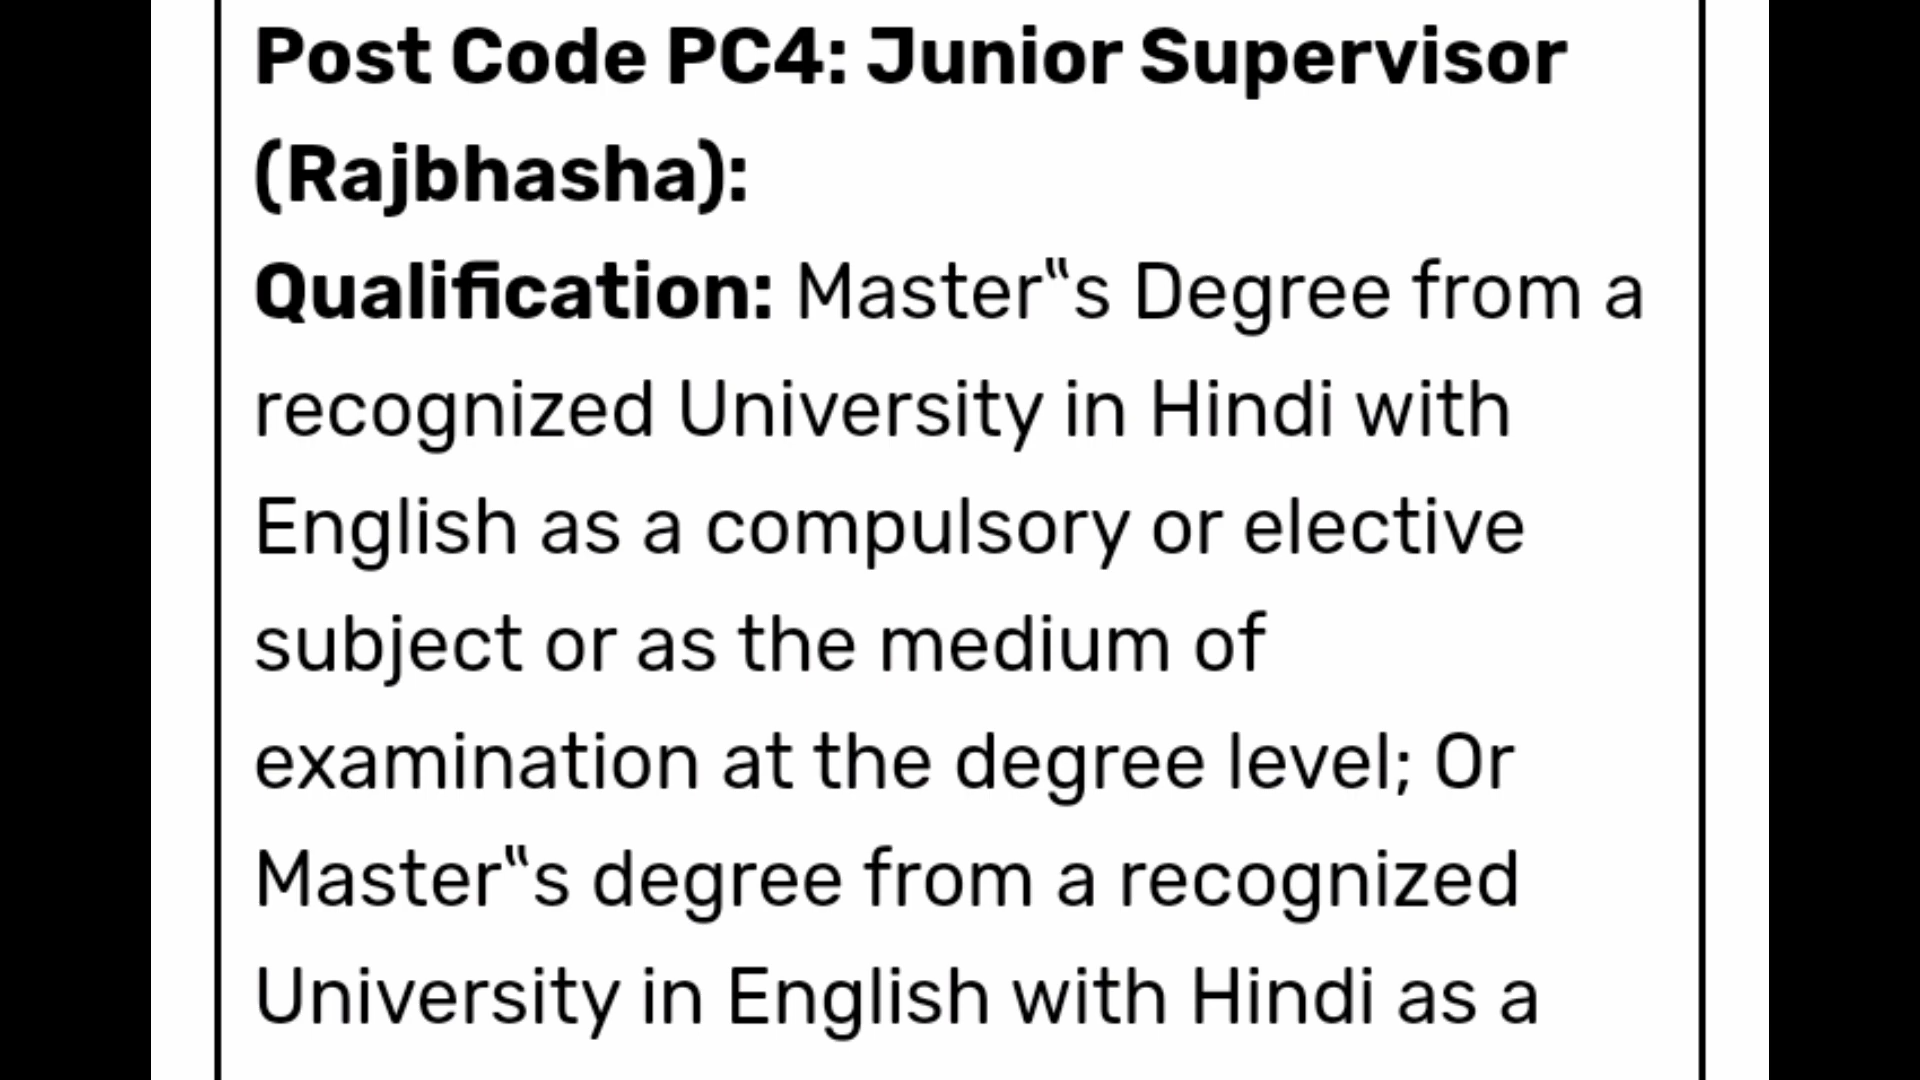 Post Code PC4: Junior Supervisor
(Rajbhasha):
Qualification: Master‟s Degree from a
recognized University in Hindi with
English as a compulsory or elective
subject or as the medium of
examination at the degree level; Or
Master‟s degree from a recognized
University in English with Hindi as a